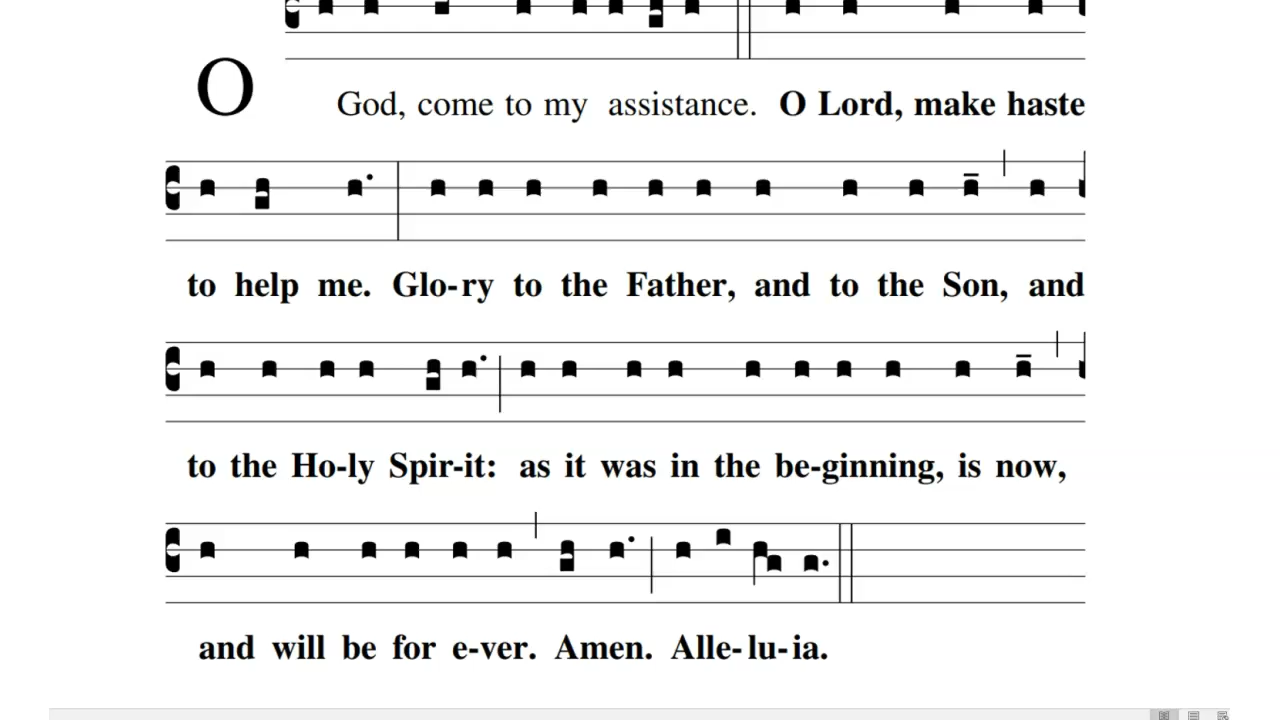 O God, come to my assistance. O Lord, make haste
to help me. Glo-ry to the Father, and to the Son, and
to the Ho-ly Spir-it: as it was in the be-ginning, is now,
and will be for e-ver. Amen. Alle-lu-ia.